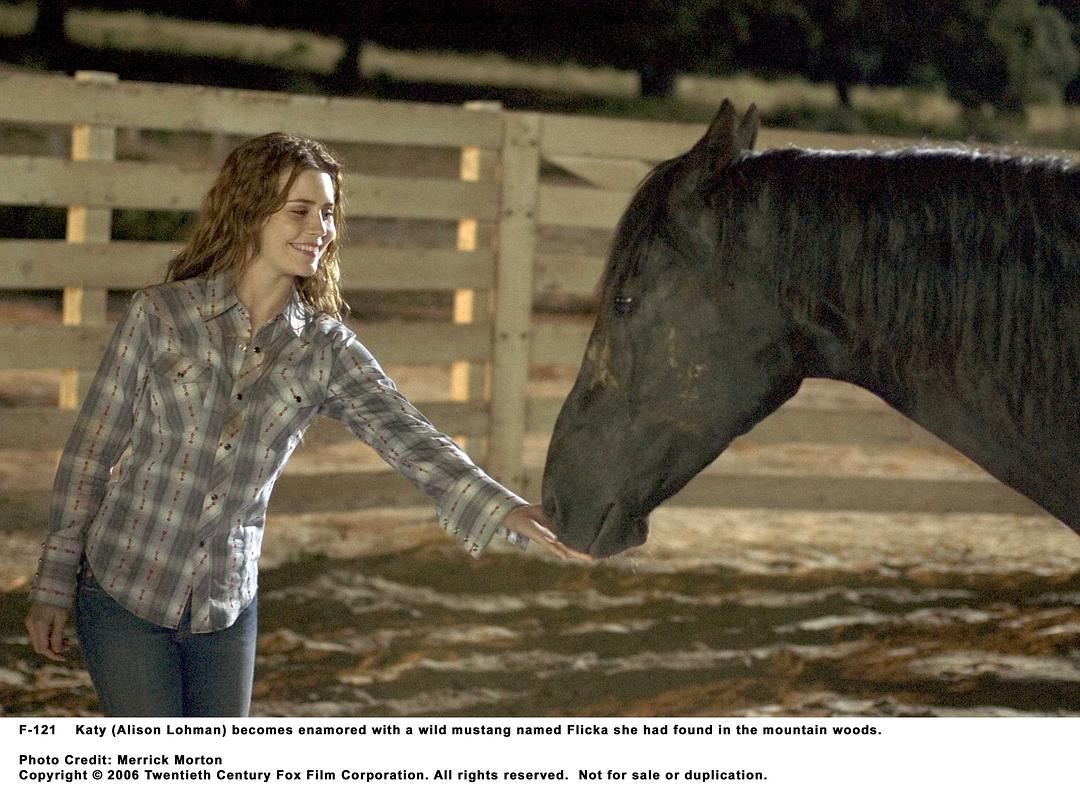 F-121 Katy (Alison Lohman) becomes enamored with a wild mustang named Flicka she had found in the mountain woods.
Photo Credit: Merrick Morton
Copyright © 2006 Twentieth Century Fox Film Corporation. All rights reserved. Not for sale or duplication.